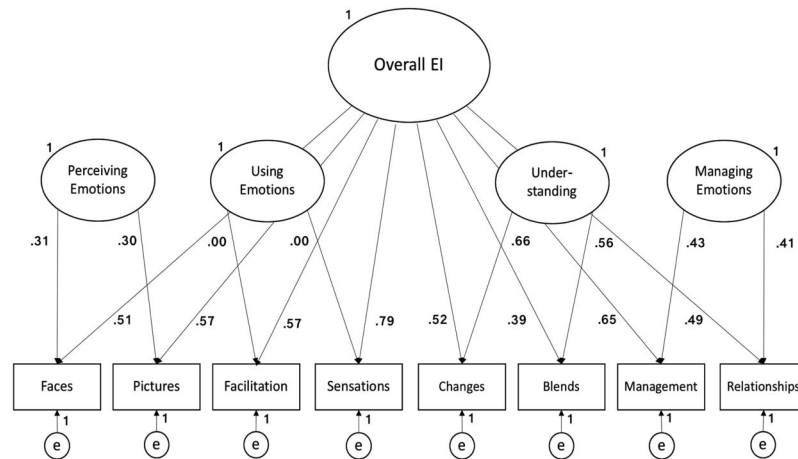 1
Overall EI
1
Perceiving
Emotions
1
Using
Emotions
Under-
standing
1
Managing
Emotions
1
.31
.30
.00
.00
.66
.56
.43
.41
.51
.57
.57
.79
.52
.39
.65
.49
Faces
Pictures
Facilitation
Sensations
Changes
Blends
Management
Relationships
1
1
1
1
1
1
1
1
e
e
e
e
e
e
e
e